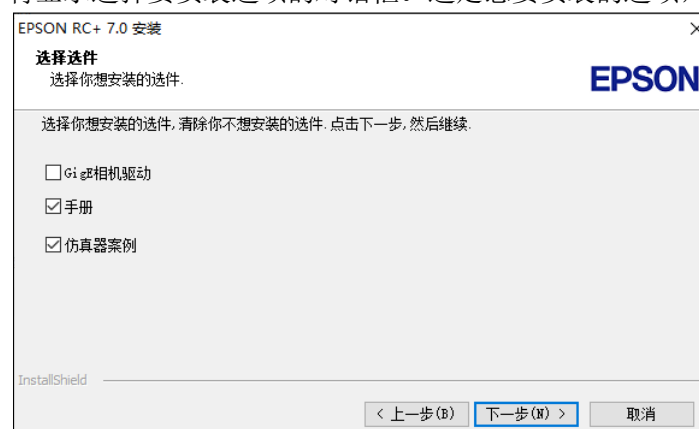 EPSON RC+ 7.0 安装
选择选件
选择你想安装的选件.
EPSON
选择你想安装的选件, 清除你不想安装的选件. 点击下一步, 然后继续.
GigE相机驱动
手册
仿真器案例
InstallShield
< 上一步(B) 下一步(N) > 取消